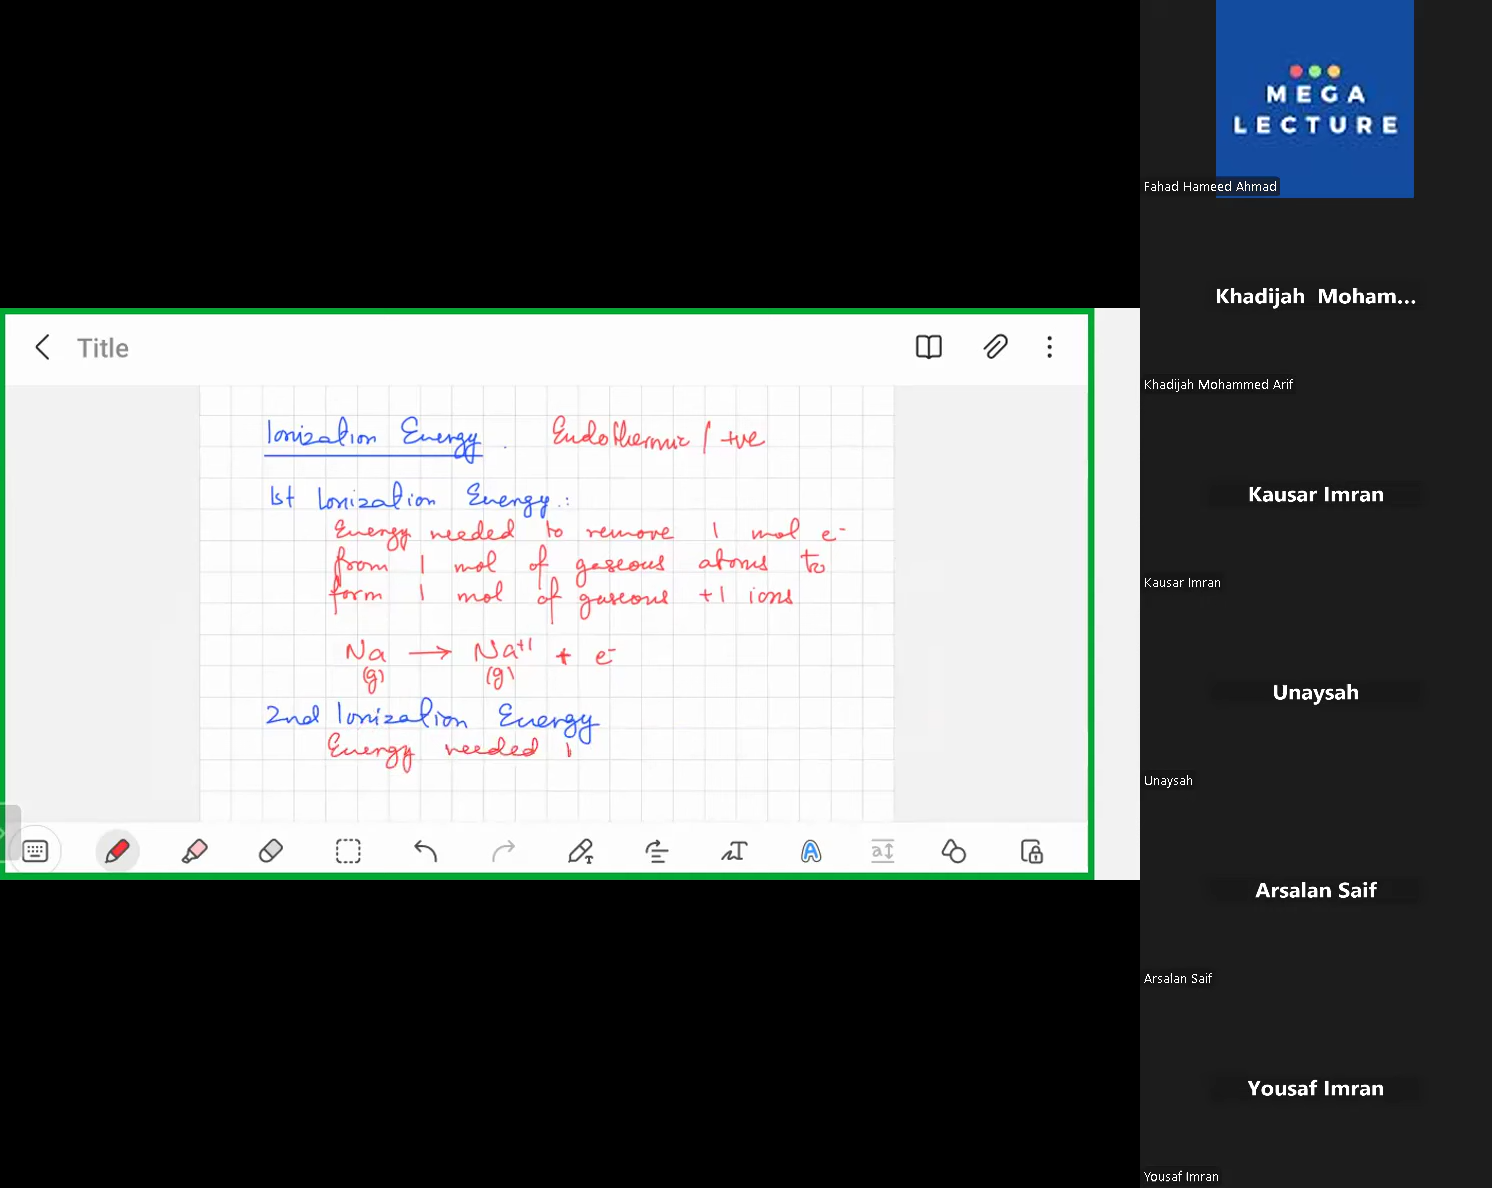 MEGA
LECTURE
Fahad Hameed Ahmad
Khadijah Moham...
Khadijah Mohammed Arif
Kausar Imran
Kausar Imran
Unaysah
Unaysah
Arsalan Saif
Arsalan Saif
Yousaf Imran
Yousaf Imran
Title
Ionization Energy. Endothermic / +ve
1st Ionization Energy:
Energy needed to remove 1 mol e-
from 1 mol of gaseous atoms to
form 1 mol of gaseous +1 ions
Na → Na+1 + e-
(g) (g)
2nd Ionization Energy
Energy needed